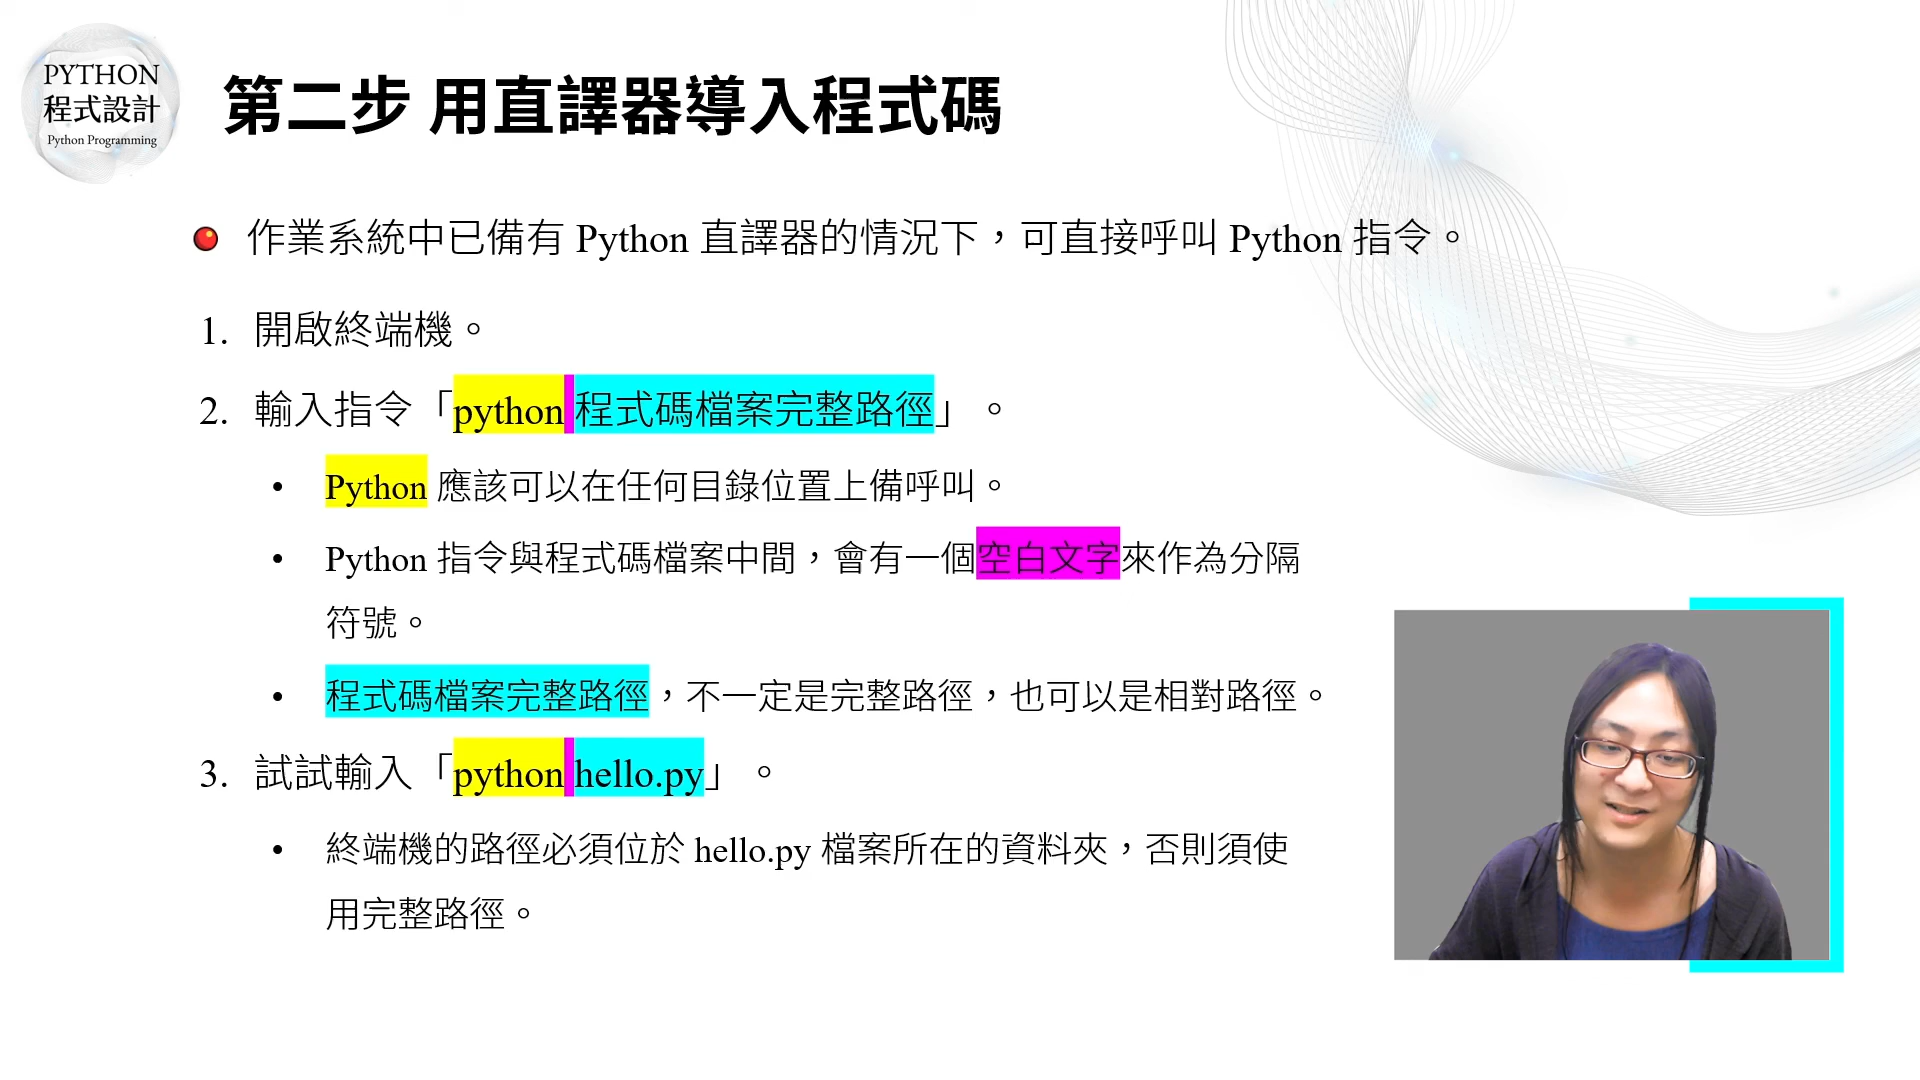 PYTHON
程式設計
Python Programming
第二步 用直譯器導入程式碼
作業系統中已備有 Python 直譯器的情況下，可直接呼叫 Python 指令。
1. 開啟終端機。
2. 輸入指令「python 程式碼檔案完整路徑」。
• Python 應該可以在任何目錄位置上備呼叫。
• Python 指令與程式碼檔案中間，會有一個空白文字來作為分隔
符號。
• 程式碼檔案完整路徑，不一定是完整路徑，也可以是相對路徑。
3. 試試輸入「python hello.py」。
• 終端機的路徑必須位於 hello.py 檔案所在的資料夾，否則須使
用完整路徑。